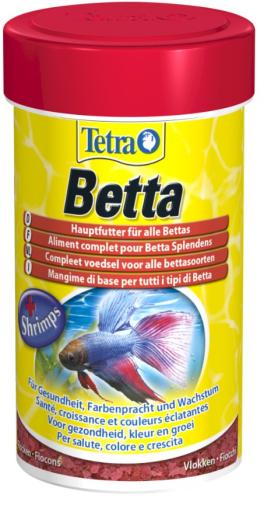 Tetra
Betta
D
F
NL
I
Hauptfutter für alle Bettas
Aliment complet pour Betta Splendens
Compleet voedsel voor alle bettasoorten
Mangime di base per tutti i tipi di Betta
+
Shrimps
Für Gesundheit, Farbenpracht und Wachstum
Santé, croissance et couleurs éclatantes
Voor gezondheid, kleur en groei
Per salute, colore e crescita
Flocons
Vlokken · Fiocchi